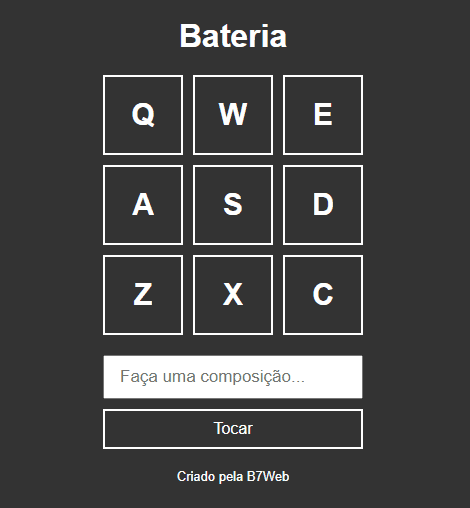 Bateria
Q W E
A S D
Z X C
Faça uma composição...
Tocar
Criado pela B7Web